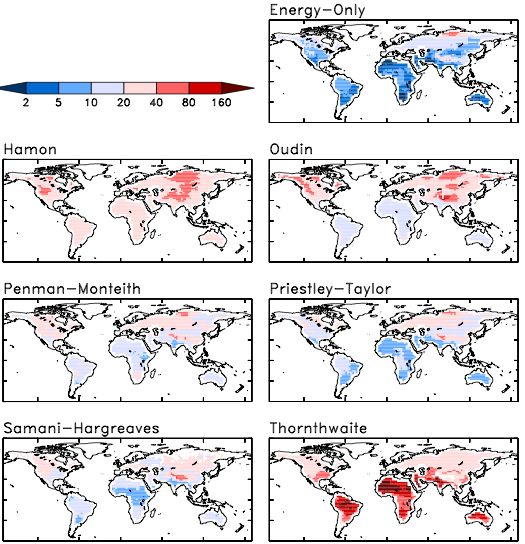 Energy-Only
2 5 10 20 40 80 160
Hamon Oudin
Penman-Monteith Priestley-Taylor
Samani-Hargreaves Thornthwaite